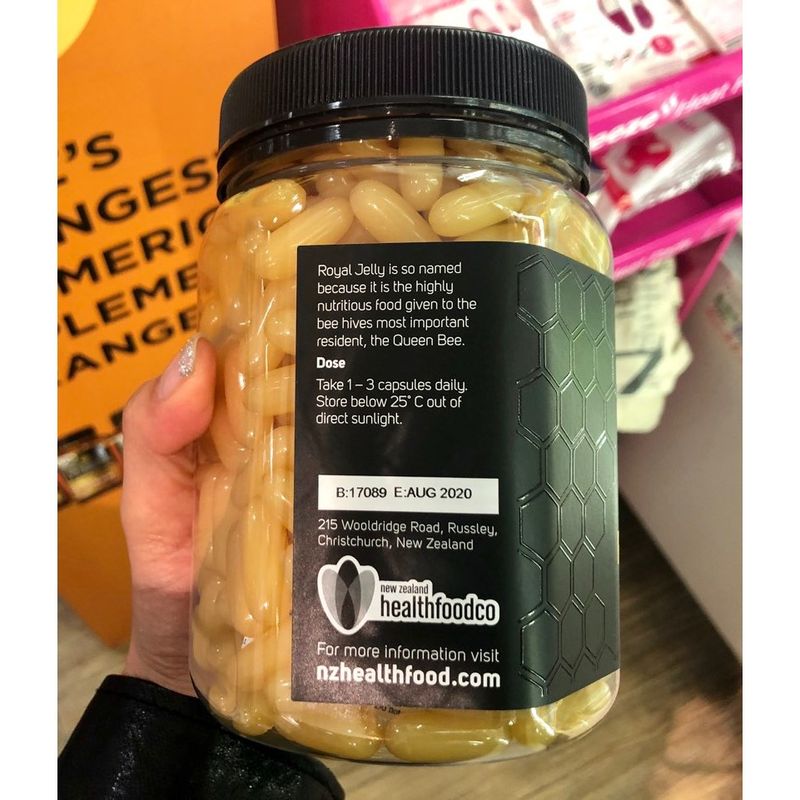 Royal Jelly is so named
because it is the highly
nutritious food given to the
bee hives most important
resident, the Queen Bee.
Dose
Take 1 – 3 capsules daily.
Store below 25° C out of
direct sunlight.
B:17089 E:AUG 2020
215 Wooldridge Road, Russley,
Christchurch, New Zealand
new zealand
healthfoodco
For more information visit
nzhealthfood.com